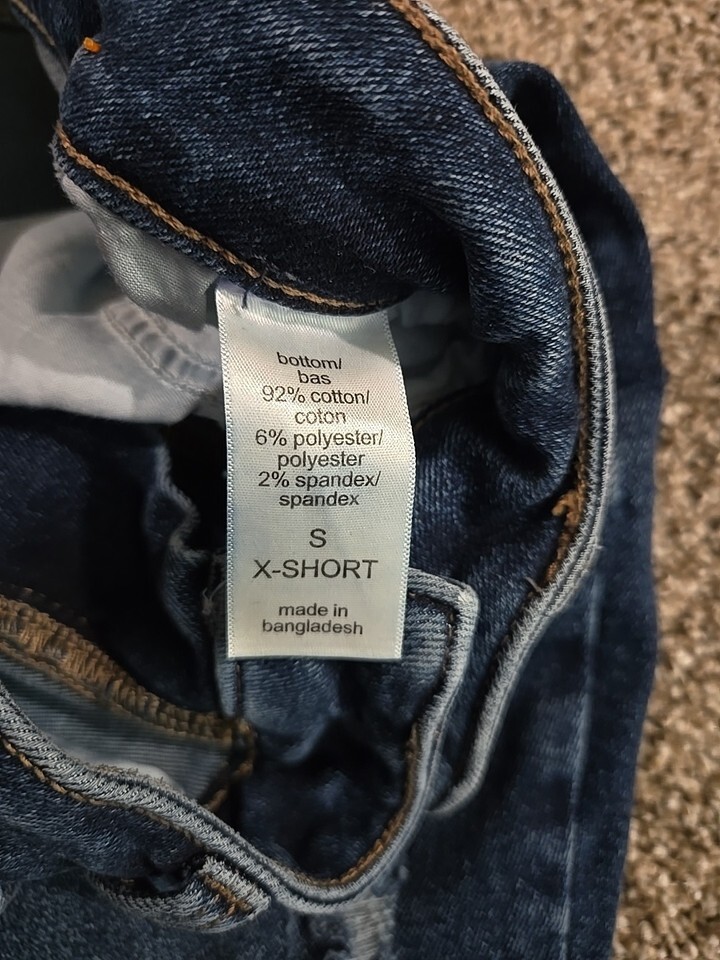 bottom/
bas
92% cotton/
coton
6% polyester/
polyester
2% spandex/
spandex
S
X-SHORT
made in
bangladesh